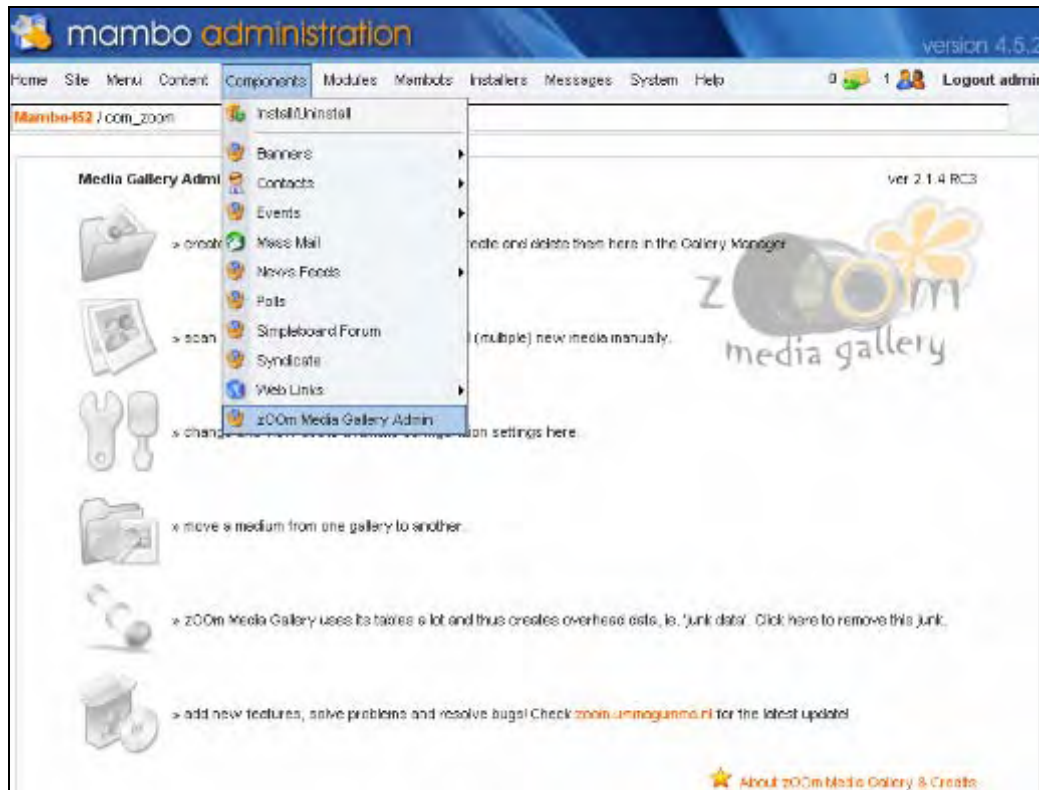 mambo administration
version 4.5.2
Home Site Menu Content Components Modules Mambots Installers Messages System Help 0 1 Logout admin
Mambo452 / com_zoom
Install/Uninstall
Banners
Media Gallery Admi
Contacts
ver 2.1.4 RC3
Events
» create
Mass Mail
reate and delete them here in the Gallery Manager
News Feeds
Polls
zOOm
» scan
Simpleboard Forum
(multiple) new media manually.
media gallery
Syndicate
Web Links
zOOm Media Gallery Admin
» chang
tion settings here.
» move a medium from one gallery to another.
» zOOm Media Gallery uses its tables a lot and thus creates overhead data, ie. 'junk data'. Click here to remove this junk.
» add new features, solve problems and resolve bugs! Check zoom.ummagumma.nl for the latest update!
About zOOm Media Gallery & Credits